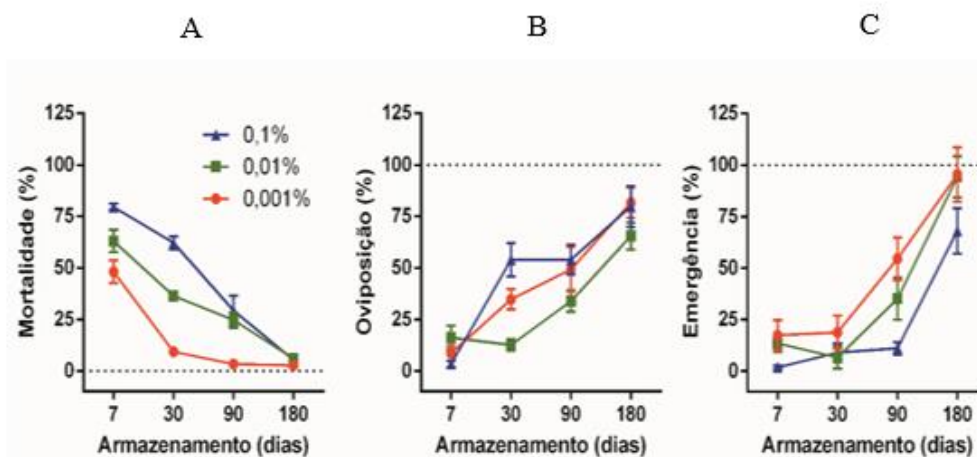 A
B
C
Mortalidade (%)
125
100
75
50
25
0
0,1%
0,01%
0,001%
7 30 90 180
Armazenamento (dias)
Oviposição (%)
125
100
75
50
25
0
7 30 90 180
Armazenamento (dias)
Emergência (%)
125
100
75
50
25
0
7 30 90 180
Armazenamento (dias)